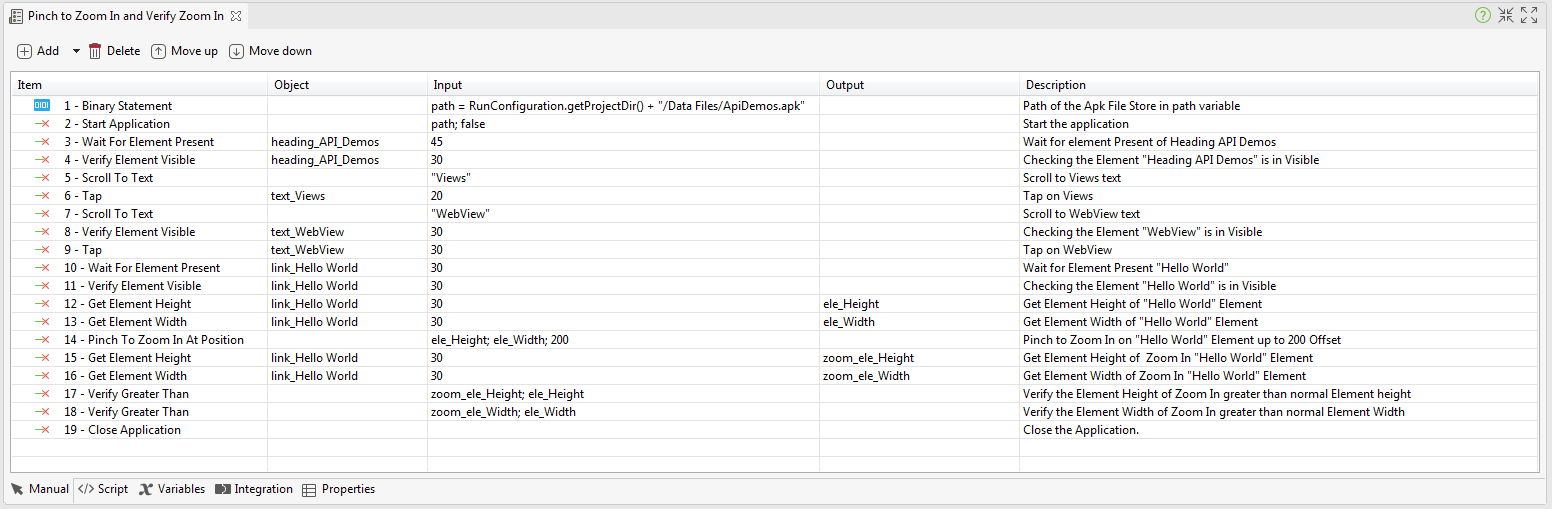 Pinch to Zoom In and Verify Zoom In
Add Delete Move up Move down
Item Object Input Output Description
1 - Binary Statement path = RunConfiguration.getProjectDir() + "/Data Files/ApiDemos.apk" Path of the Apk File Store in path variable
2 - Start Application path; false Start the application
3 - Wait For Element Present heading_API_Demos 45 Wait for element Present of Heading API Demos
4 - Verify Element Visible heading_API_Demos 30 Checking the Element "Heading API Demos" is in Visible
5 - Scroll To Text "Views" Scroll to Views text
6 - Tap text_Views 20 Tap on Views
7 - Scroll To Text "WebView" Scroll to WebView text
8 - Verify Element Visible text_WebView 30 Checking the Element "WebView" is in Visible
9 - Tap text_WebView 30 Tap on WebView
10 - Wait For Element Present link_Hello World 30 Wait for Element Present "Hello World"
11 - Verify Element Visible link_Hello World 30 Checking the Element "Hello World" is in Visible
12 - Get Element Height link_Hello World 30 ele_Height Get Element Height of "Hello World" Element
13 - Get Element Width link_Hello World 30 ele_Width Get Element Width of "Hello World" Element
14 - Pinch To Zoom In At Position ele_Height; ele_Width; 200 Pinch to Zoom In on "Hello World" Element up to 200 Offset
15 - Get Element Height link_Hello World 30 zoom_ele_Height Get Element Height of  Zoom In "Hello World" Element
16 - Get Element Width link_Hello World 30 zoom_ele_Width Get Element Width of Zoom In "Hello World" Element
17 - Verify Greater Than zoom_ele_Height; ele_Height Verify the Element Height of Zoom In greater than normal Element height
18 - Verify Greater Than zoom_ele_Width; ele_Width Verify the Element Width of Zoom In greater than normal Element Width
19 - Close Application Close the Application.
Manual Script Variables Integration Properties